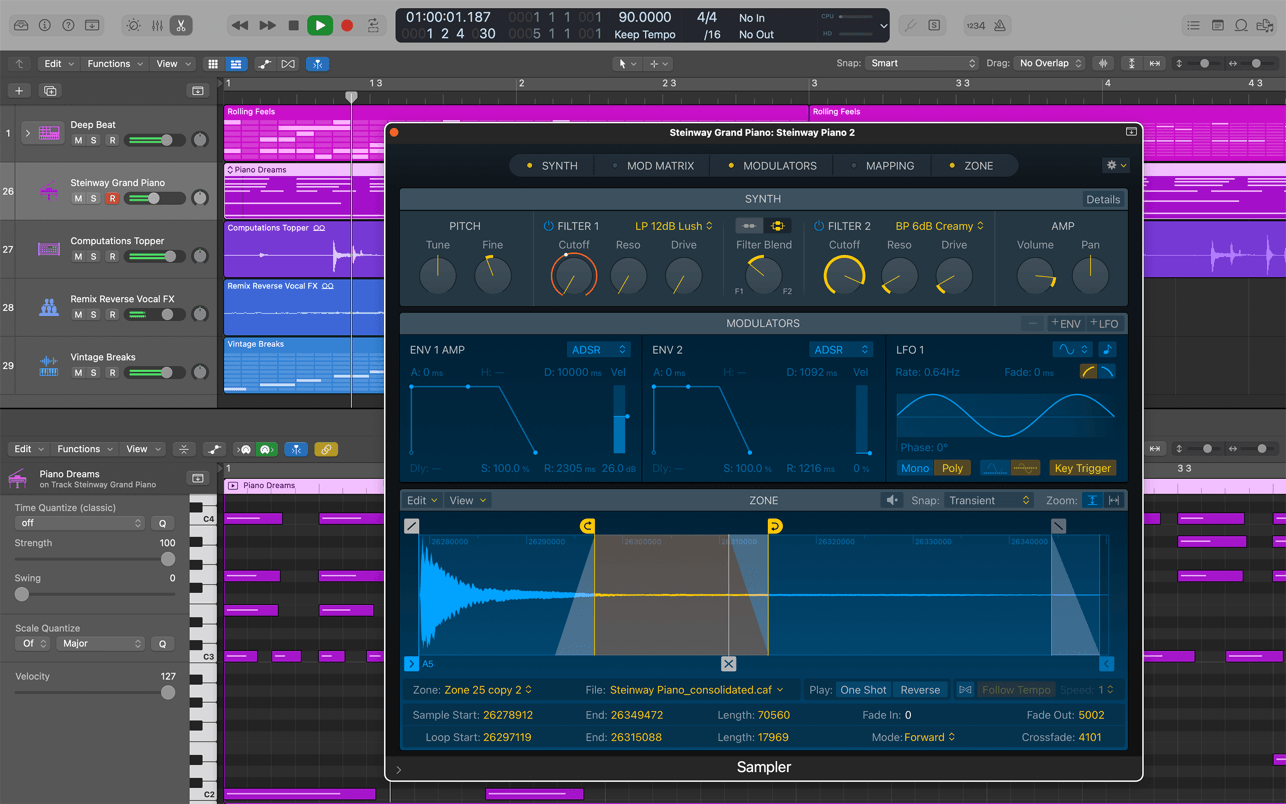 01:00:01.187 0001 1 1 001 90.0000 4/4 No In CPU
0001 2 4 030 0005 1 1 001 Keep Tempo /16 No Out HD
1234
Edit Functions View Snap: Smart Drag: No Overlap
1 1 3 2 2 3 3 3 3 4 4 3
1 Deep Beat
M S
Rolling Feels Rolling Feels
26 Steinway Grand Piano
M S R
Piano Dreams
27 Computations Topper
M S R
Computations Topper
28 Remix Reverse Vocal FX
M S R
Remix Reverse Vocal FX
29 Vintage Breaks
M S R
Vintage Breaks
Steinway Grand Piano: Steinway Piano 2
SYNTH MOD MATRIX MODULATORS MAPPING ZONE
SYNTH Details
PITCH FILTER 1 LP 12dB Lush FILTER 2 BP 6dB Creamy AMP
Tune Fine Cutoff Reso Drive Filter Blend Cutoff Reso Drive Volume Pan
F1 F2
MODULATORS — + ENV + LFO
ENV 1 AMP ADSR ENV 2 ADSR LFO 1
A: 0 ms H: — D: 10000 ms Vel A: 0 ms H: — D: 1092 ms Vel Rate: 0.64Hz Fade: 0 ms
Phase: 0°
Dly: — S: 100.0 % R: 2305 ms 26.0 dB Dly: — S: 100.0 % R: 1216 ms 0 % Mono Poly Key Trigger
Edit View ZONE Snap: Transient Zoom:
26280000 26290000 26300500 26310000 26320000 26330000 26340000
A5
Zone: Zone 25 copy 2 File: Steinway Piano_consolidated.caf Play: One Shot Reverse Follow Tempo Speed: 1
Sample Start: 26278912 End: 26349472 Length: 70560 Fade In: 0 Fade Out: 5002
Loop Start: 26297119 End: 26315088 Length: 17969 Mode: Forward Crossfade: 4101
Sampler
Edit Functions View
1 3 3
Piano Dreams
on Track Steinway Grand Piano
Piano Dreams
Time Quantize (classic)
off Q
Strength 100
Swing 0
Scale Quantize
Of Major Q
Velocity 127
C4
C3
C2